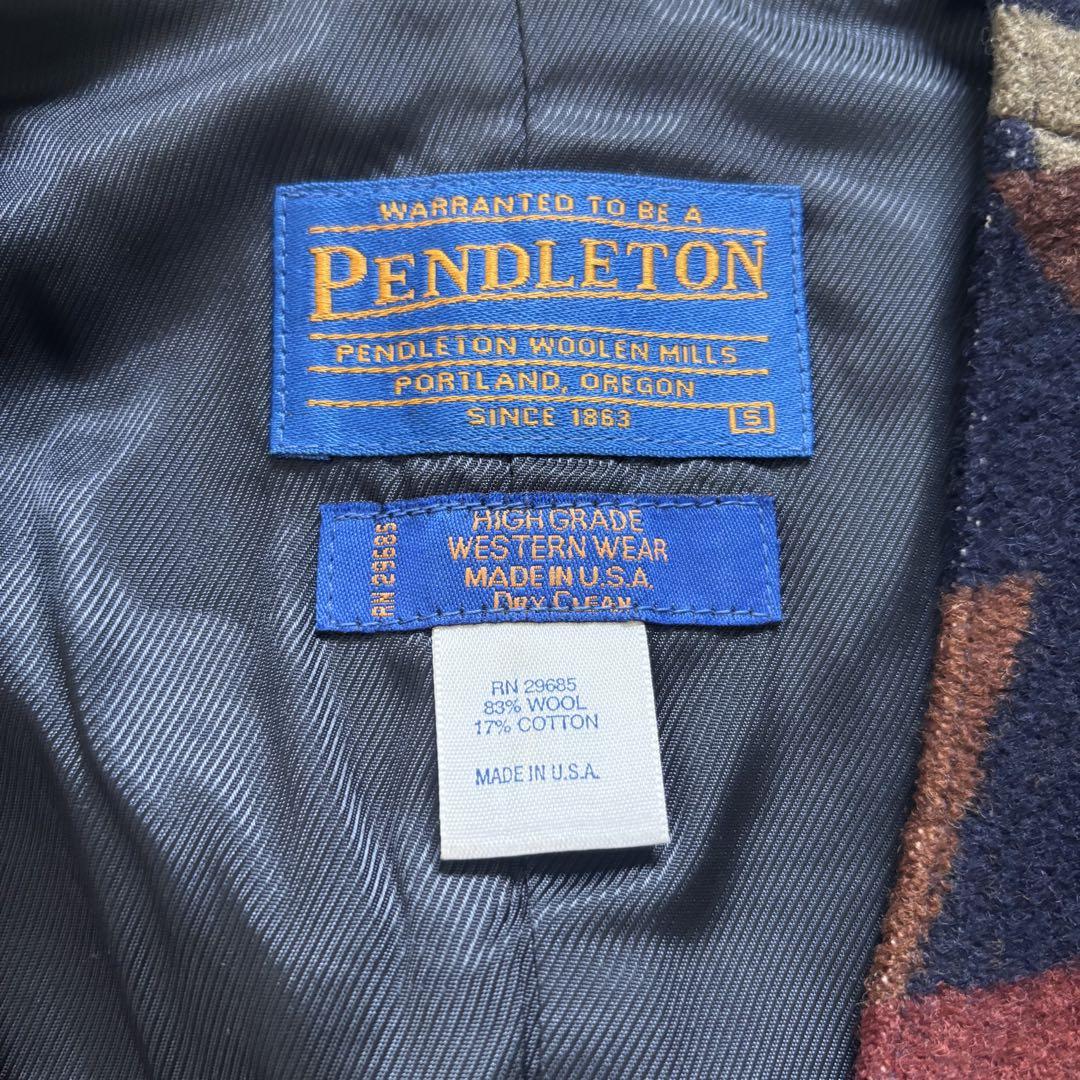 WARRANTED TO BE A
PENDLETON
PENDLETON WOOLEN MILLS
PORTLAND, OREGON
SINCE 1863
S
RN 29685
HIGH GRADE
WESTERN WEAR
MADE IN U.S.A.
DRY CLEAN
RN 29685
83% WOOL
17% COTTON
MADE IN U.S.A.